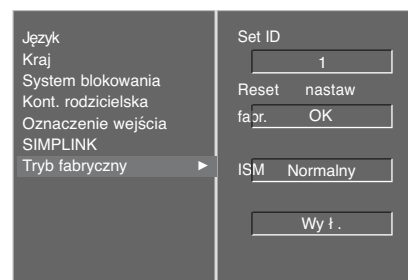 Język
Kraj
System blokowania
Kont. rodzicielska
Oznaczenie wejścia
SIMPLINK
Tryb fabryczny ►
Set ID
1
Reset nastaw
fabr. OK
ISM Normalny
Wy ł .